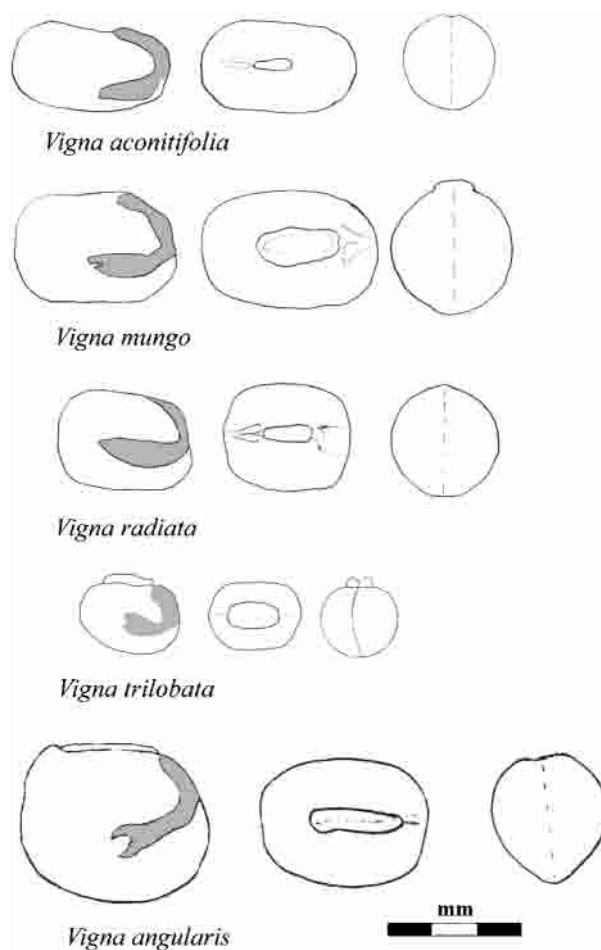 Vigna aconitifolia
Vigna mungo
Vigna radiata
Vigna trilobata
mm
Vigna angularis